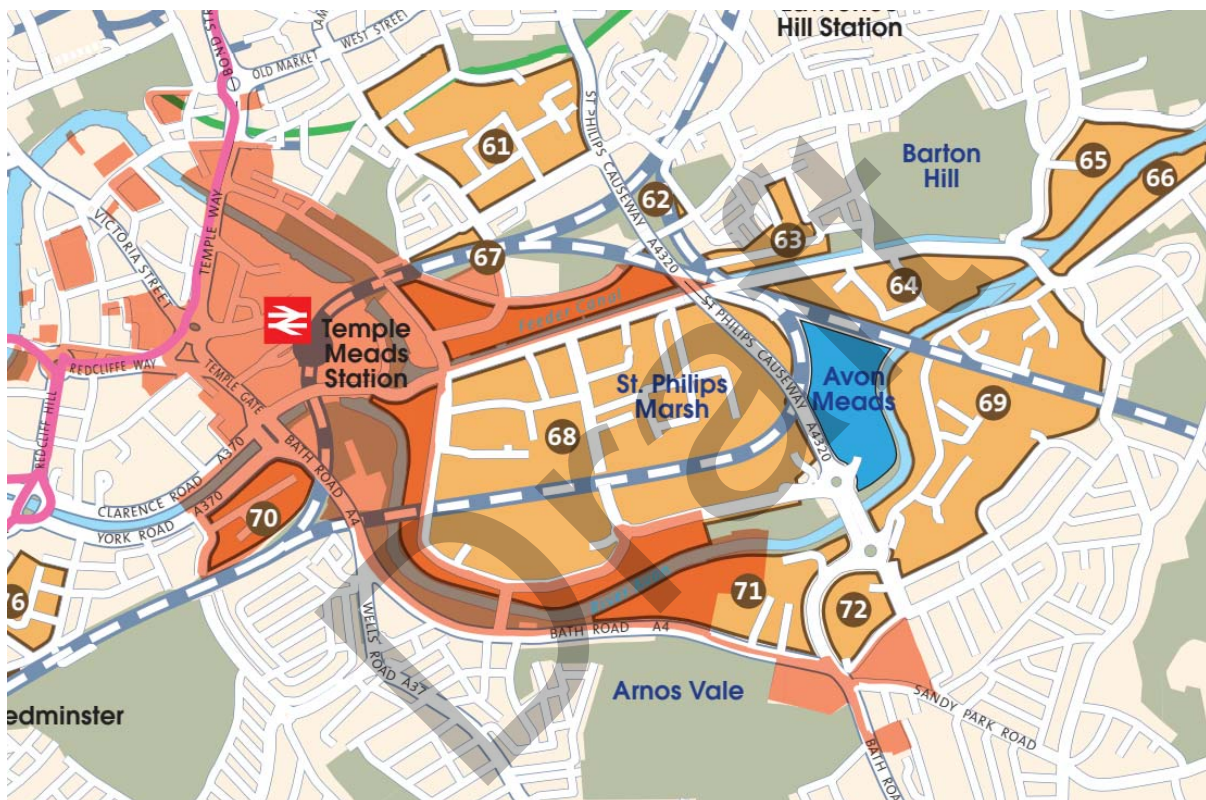 Hill Station
BOND STR
OLD MARKET
WEST STREET
ST PHILIPS CAUSEWAY A4320
61
Barton
Hill
65
66
62
63
67
64
VICTORIA STREET
TEMPLE WAY
Feeder Canal
ST PHILIPS CAUSEWAY A4320
Temple
Meads
Station
REDCLIFFE WAY
TEMPLE GATE
REDCLIFF HILL
St. Philips
Marsh
Avon
Meads
69
68
BATH ROAD A4
CLARENCE ROAD A370
YORK ROAD A370
70
76
71
72
BATH ROAD A4
WELLS ROAD A37
Arnos Vale
SANDY PARK ROAD
edminster
BATH ROA
Draft